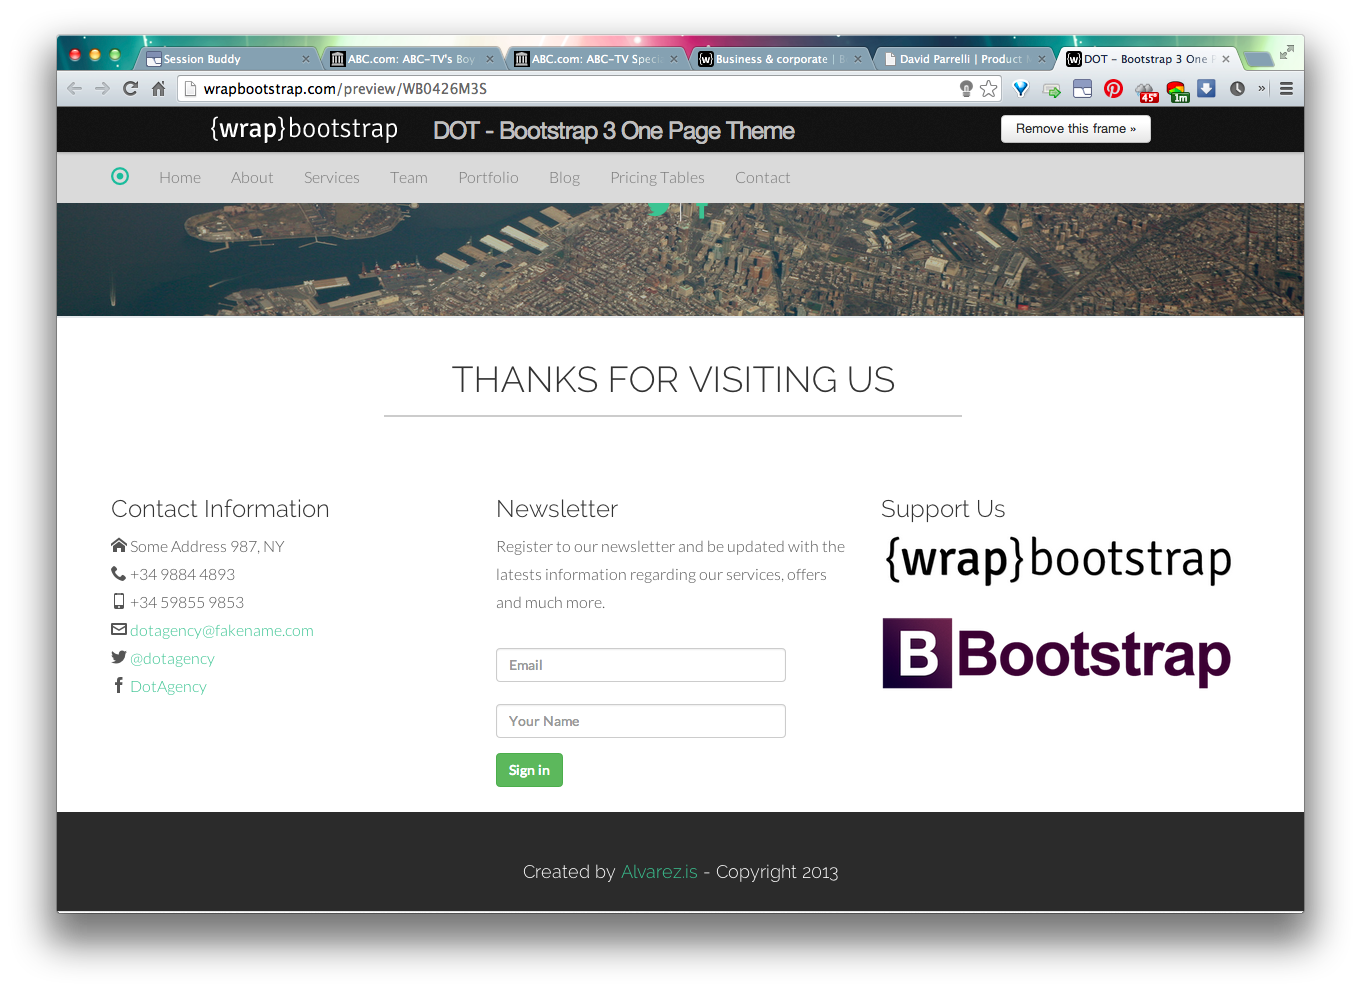 Session Buddy
ABC.com: ABC-TV's Boy
ABC.com: ABC-TV Speci
Business & corporate | B
David Parrelli | Product
DOT - Bootstrap 3 One P
wrapbootstrap.com/preview/WB0426M3S
45°
1m
»
{wrap}bootstrap
DOT - Bootstrap 3 One Page Theme
Remove this frame »
Home
About
Services
Team
Portfolio
Blog
Pricing Tables
Contact
THANKS FOR VISITING US
Contact Information
Some Address 987, NY
+34 9884 4893
+34 59855 9853
dotagency@fakename.com
@dotagency
DotAgency
Newsletter
Register to our newsletter and be updated with the
latests information regarding our services, offers
and much more.
Email
Your Name
Sign in
Support Us
{wrap}bootstrap
B Bootstrap
Created by Alvarez.is - Copyright 2013